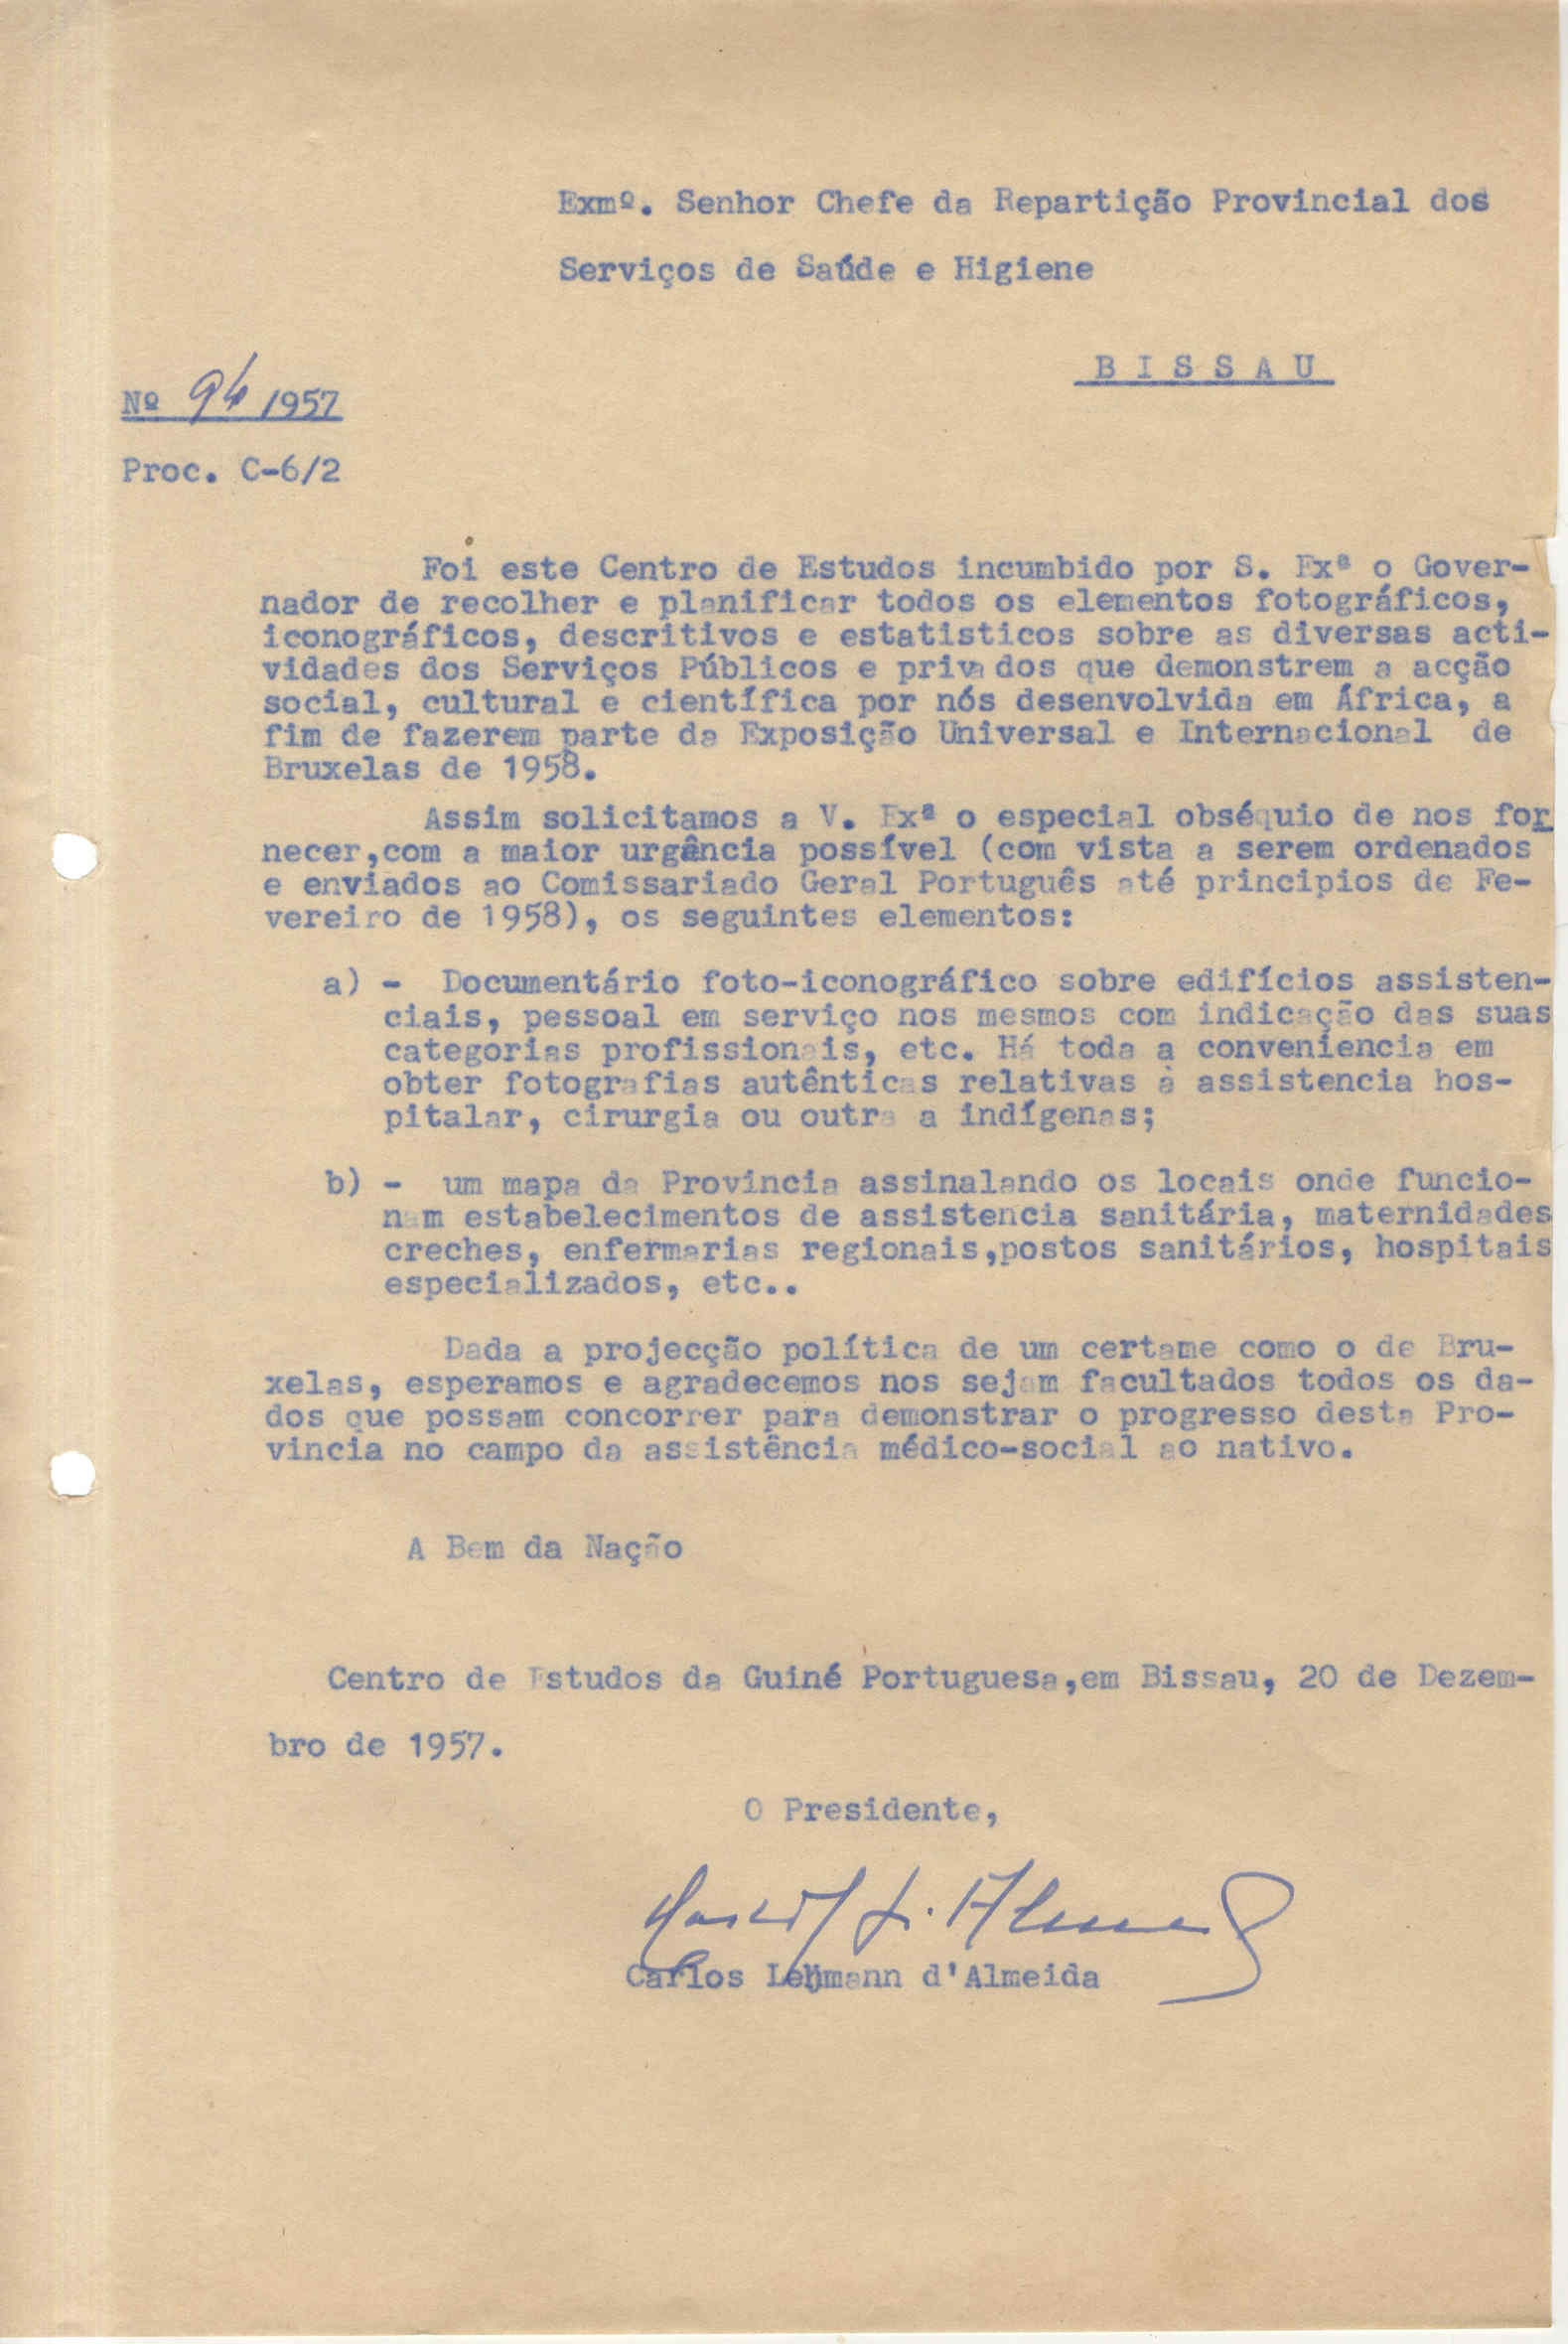 Exmº. Senhor Chefe da Repartição Provincial dos
Serviços de Saúde e Higiene
B I S S A U
Nº 94 /1957
Proc. C-6/2
Foi este Centro de Estudos incumbido por S. Exª o Gover-
nador de recolher e planificar todos os elementos fotográficos,
iconográficos, descritivos e estatisticos sobre as diversas acti-
vidades dos Serviços Públicos e privados que demonstrem a acção
social, cultural e científica por nós desenvolvida em África, a
fim de fazerem parte da Exposição Universal e Internacional de
Bruxelas de 1958.
Assim solicitamos a V. Exª o especial obséquio de nos for
necer,com a maior urgência possível (com vista a serem ordenados
e enviados ao Comissariado Geral Português até principios de Fe-
vereiro de 1958), os seguintes elementos:
a) - Documentário foto-iconográfico sobre edifícios assisten-
ciais, pessoal em serviço nos mesmos com indicação das suas
categorias profissionais, etc. Há toda a conveniencia em
obter fotografias autênticas relativas à assistencia hos-
pitalar, cirurgia ou outra a indígenas;
b) - um mapa da Provincia assinalando os locais onde funcio-
nam estabelecimentos de assistencia sanitária, maternidades
creches, enfermarias regionais,postos sanitários, hospitais
especializados, etc..
Dada a projecção política de um certame como o de Bru-
xelas, esperamos e agradecemos nos sejam facultados todos os da-
dos que possam concorrer para demonstrar o progresso desta Pro-
vincia no campo da assistência médico-social ao nativo.
A Bem da Nação
Centro de Estudos da Guiné Portuguesa,em Bissau, 20 de Dezem-
bro de 1957.
O Presidente,
Carlos L. Almeida
Carlos Lehmann d'Almeida